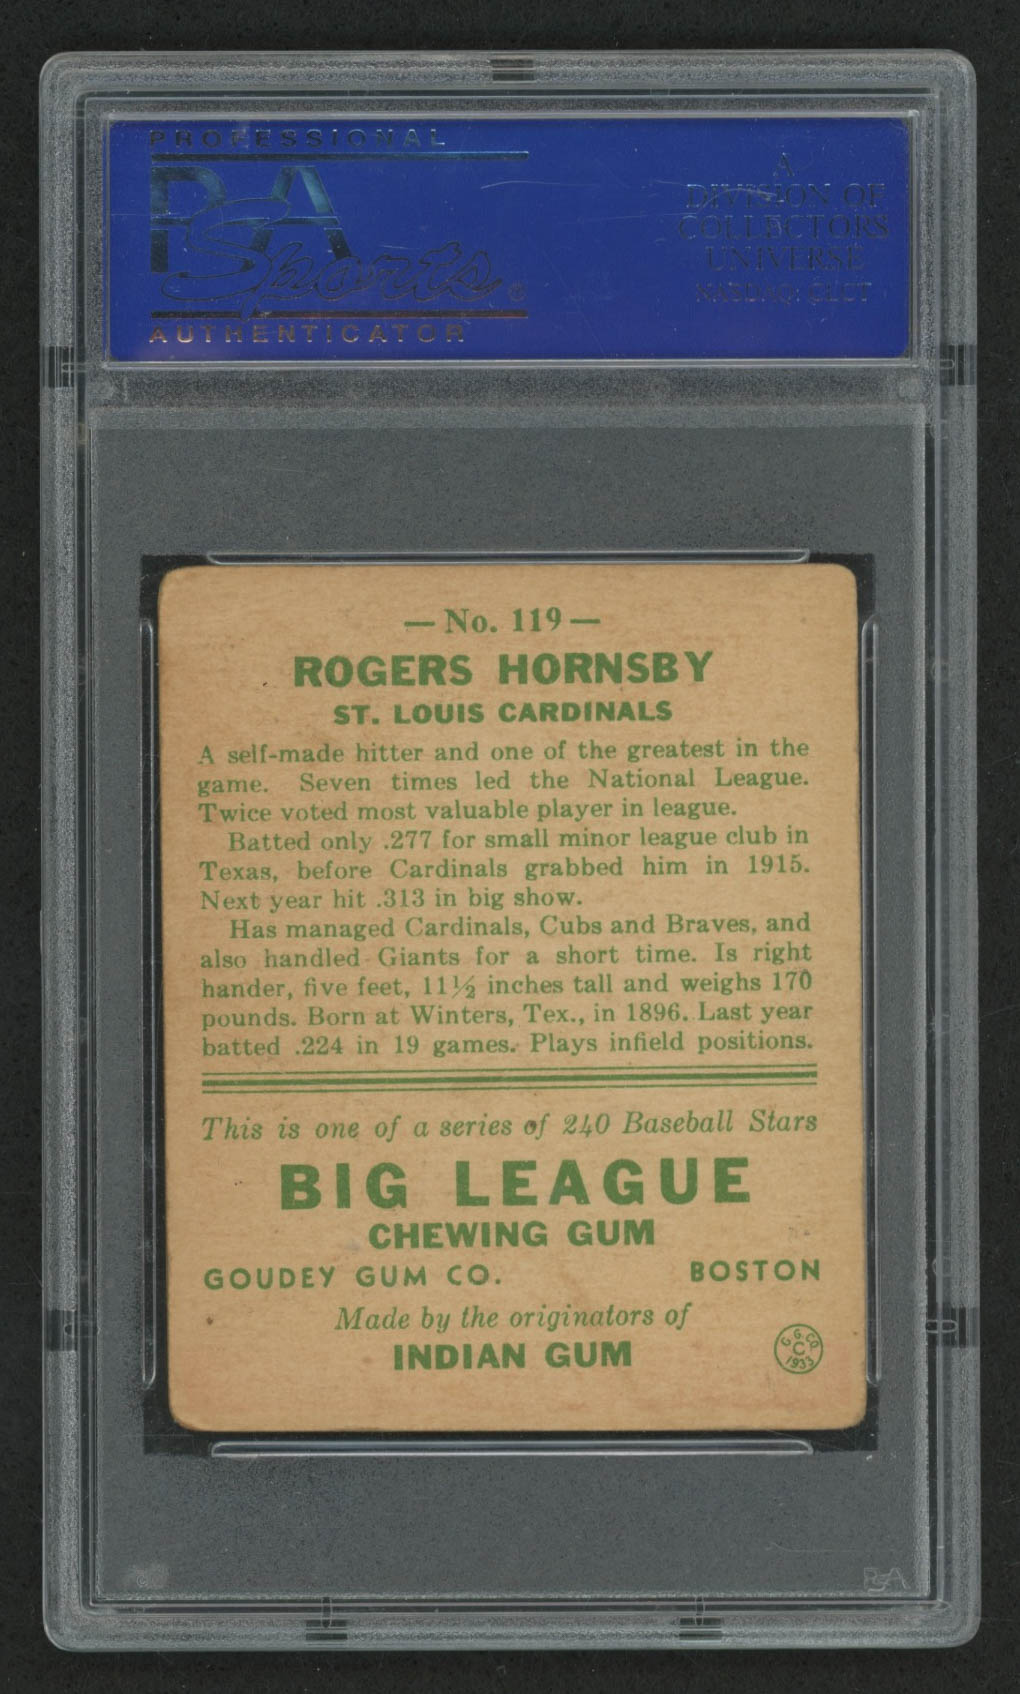 PROFESSIONAL
PSA
Sports®
AUTHENTICATOR
A
DIVISION OF
COLLECTORS
UNIVERSE
NASDAQ: CLCT
— No. 119 —
ROGERS HORNSBY
ST. LOUIS CARDINALS
A self-made hitter and one of the greatest in the
game. Seven times led the National League.
Twice voted most valuable player in league.
Batted only .277 for small minor league club in
Texas, before Cardinals grabbed him in 1915.
Next year hit .313 in big show.
Has managed Cardinals, Cubs and Braves, and
also handled Giants for a short time. Is right
hander, five feet, 11½ inches tall and weighs 170
pounds. Born at Winters, Tex., in 1896. Last year
batted .224 in 19 games. Plays infield positions.
This is one of a series of 240 Baseball Stars
BIG LEAGUE
CHEWING GUM
GOUDEY GUM CO. BOSTON
Made by the originators of
INDIAN GUM
G. G. CO.
C
1933
PSA